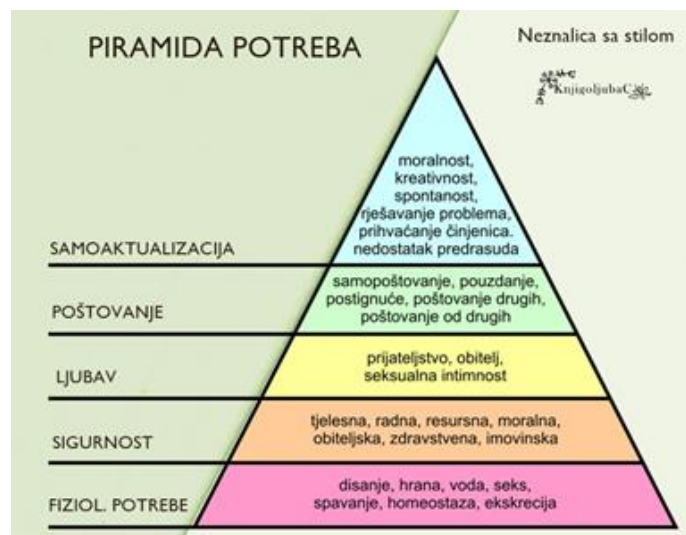 PIRAMIDA POTREBA
Neznalica sa stilom
KnjigoljubaC
moralnost,
kreativnost,
spontanost,
rješavanje problema,
prihvaćanje činjenica.
nedostatak predrasuda
SAMOAKTUALIZACIJA
samopoštovanje, pouzdanje,
postignuće, poštovanje drugih,
poštovanje od drugih
POŠTOVANJE
prijateljstvo, obitelj,
seksualna intimnost
LJUBAV
tjelesna, radna, resursna, moralna,
obiteljska, zdravstvena, imovinska
SIGURNOST
disanje, hrana, voda, seks,
spavanje, homeostaza, ekskrecija
FIZIOL. POTREBE